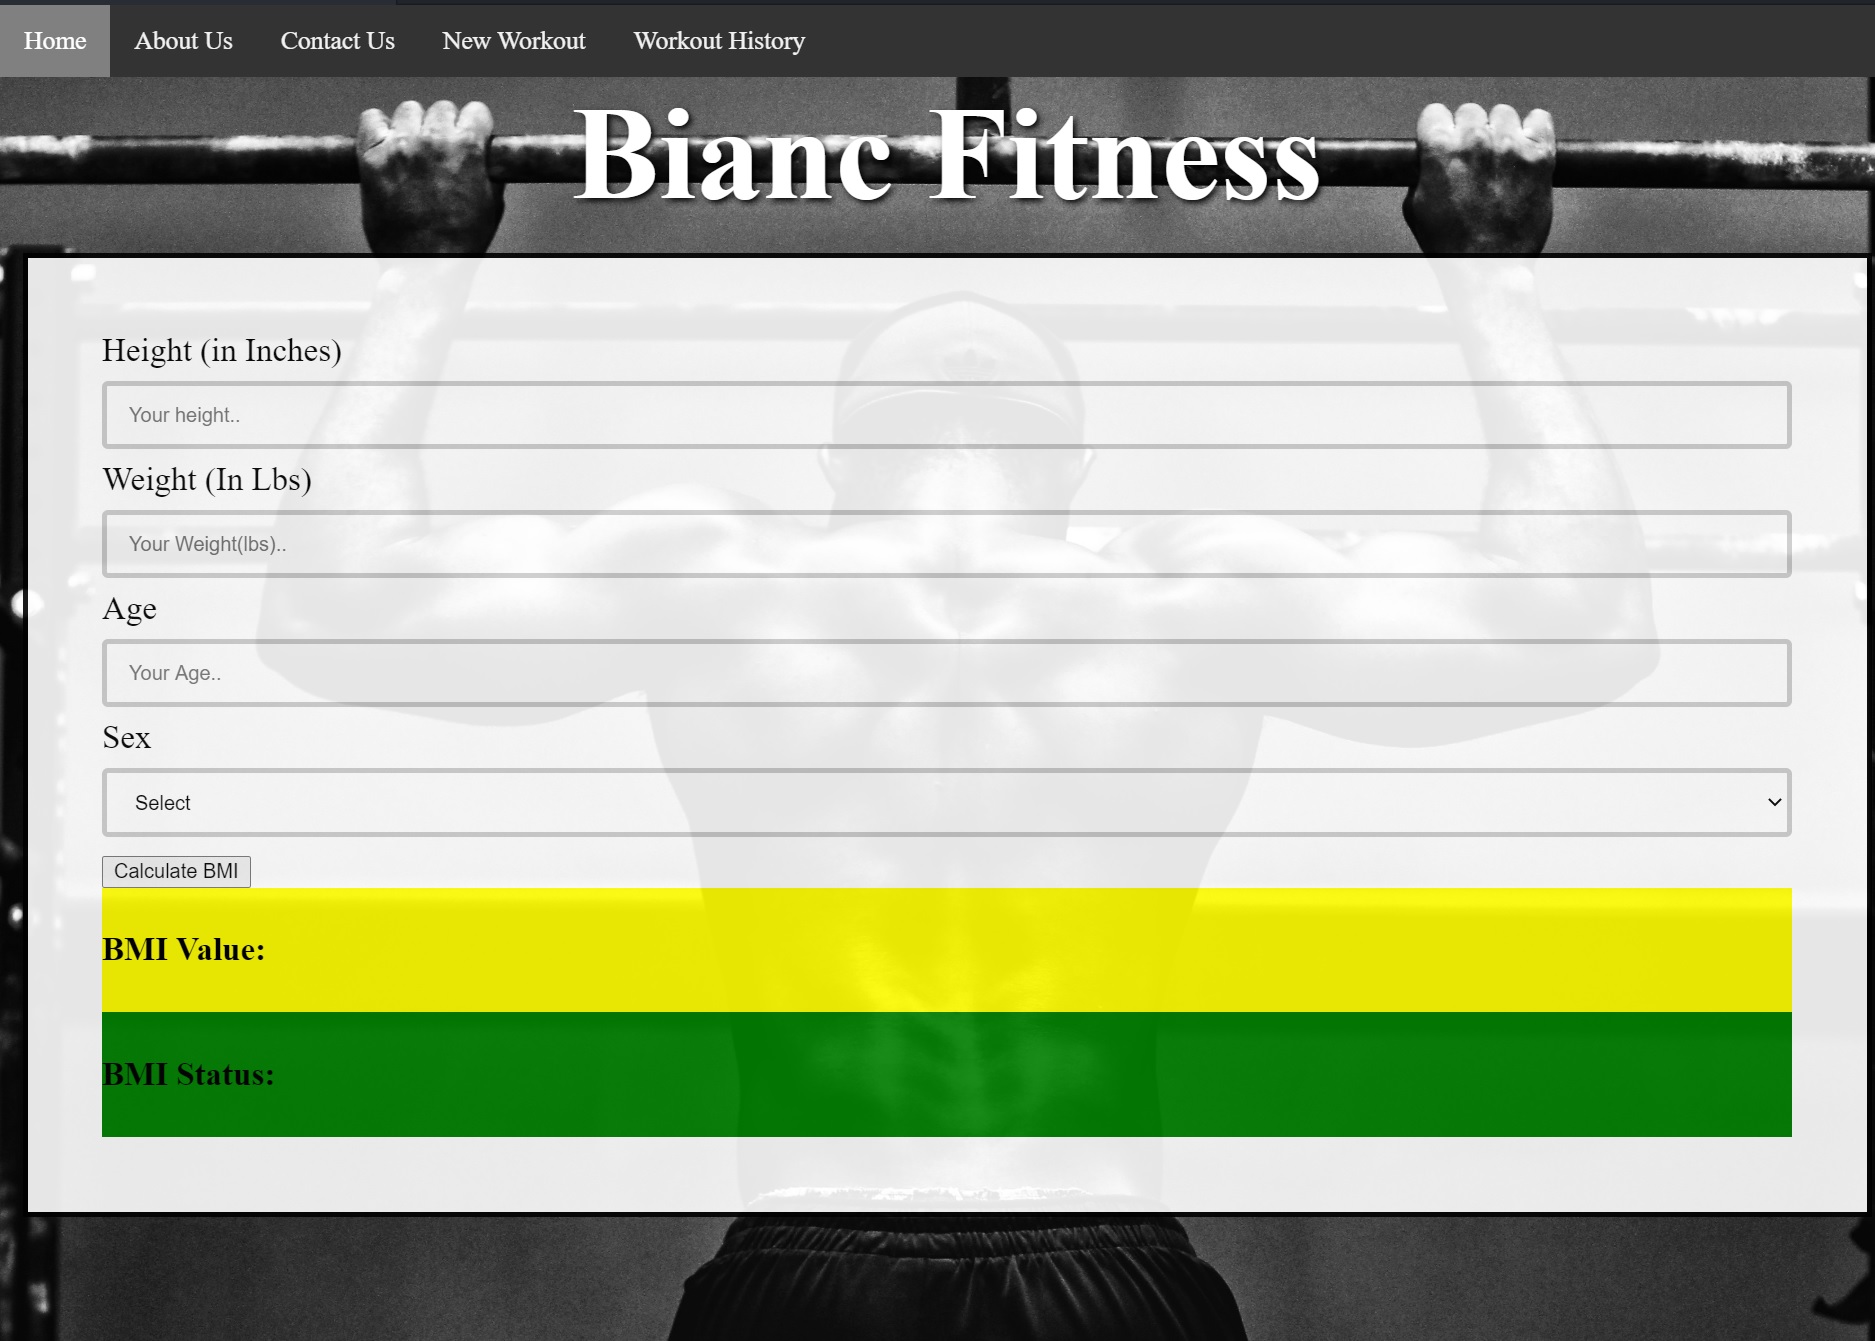 Home About Us Contact Us New Workout Workout History
Bianc Fitness
Height (in Inches)
Your height..
Weight (In Lbs)
Your Weight(lbs)..
Age
Your Age..
Sex
Select
Calculate BMI
BMI Value:
BMI Status: